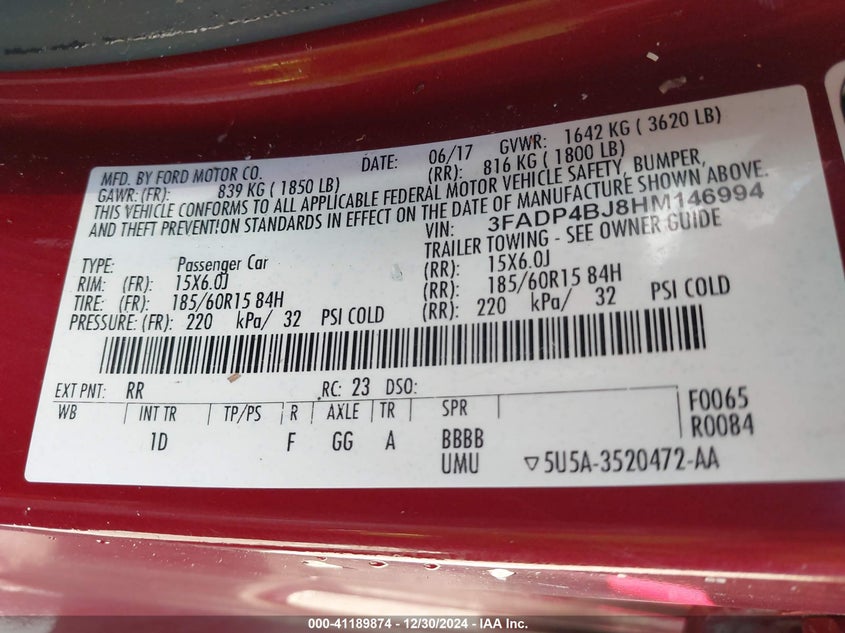 MFD. BY FORD MOTOR CO. DATE: 06/17 GVWR: 1642 KG ( 3620 LB)
GAWR: (FR): 839 KG ( 1850 LB) (RR): 816 KG ( 1800 LB)
THIS VEHICLE CONFORMS TO ALL APPLICABLE FEDERAL MOTOR VEHICLE SAFETY, BUMPER,
AND THEFT PREVENTION STANDARDS IN EFFECT ON THE DATE OF MANUFACTURE SHOWN ABOVE.
VIN: 3FADP4BJ8HM146994
TYPE: Passenger Car TRAILER TOWING - SEE OWNER GUIDE
RIM: (FR): 15X6.0J (RR): 15X6.0J
TIRE: (FR): 185/60R15 84H (RR): 185/60R15 84H
PRESSURE: (FR): 220 kPa/ 32 PSI COLD (RR): 220 kPa/ 32 PSI COLD
EXT PNT: RR RC: 23 DSO:
WB INT TR TP/PS R AXLE TR SPR F0065
1D F GG A BBBB R0084
UMU ▽5U5A-3520472-AA
000-41189874 - 12/30/2024 - IAA Inc.